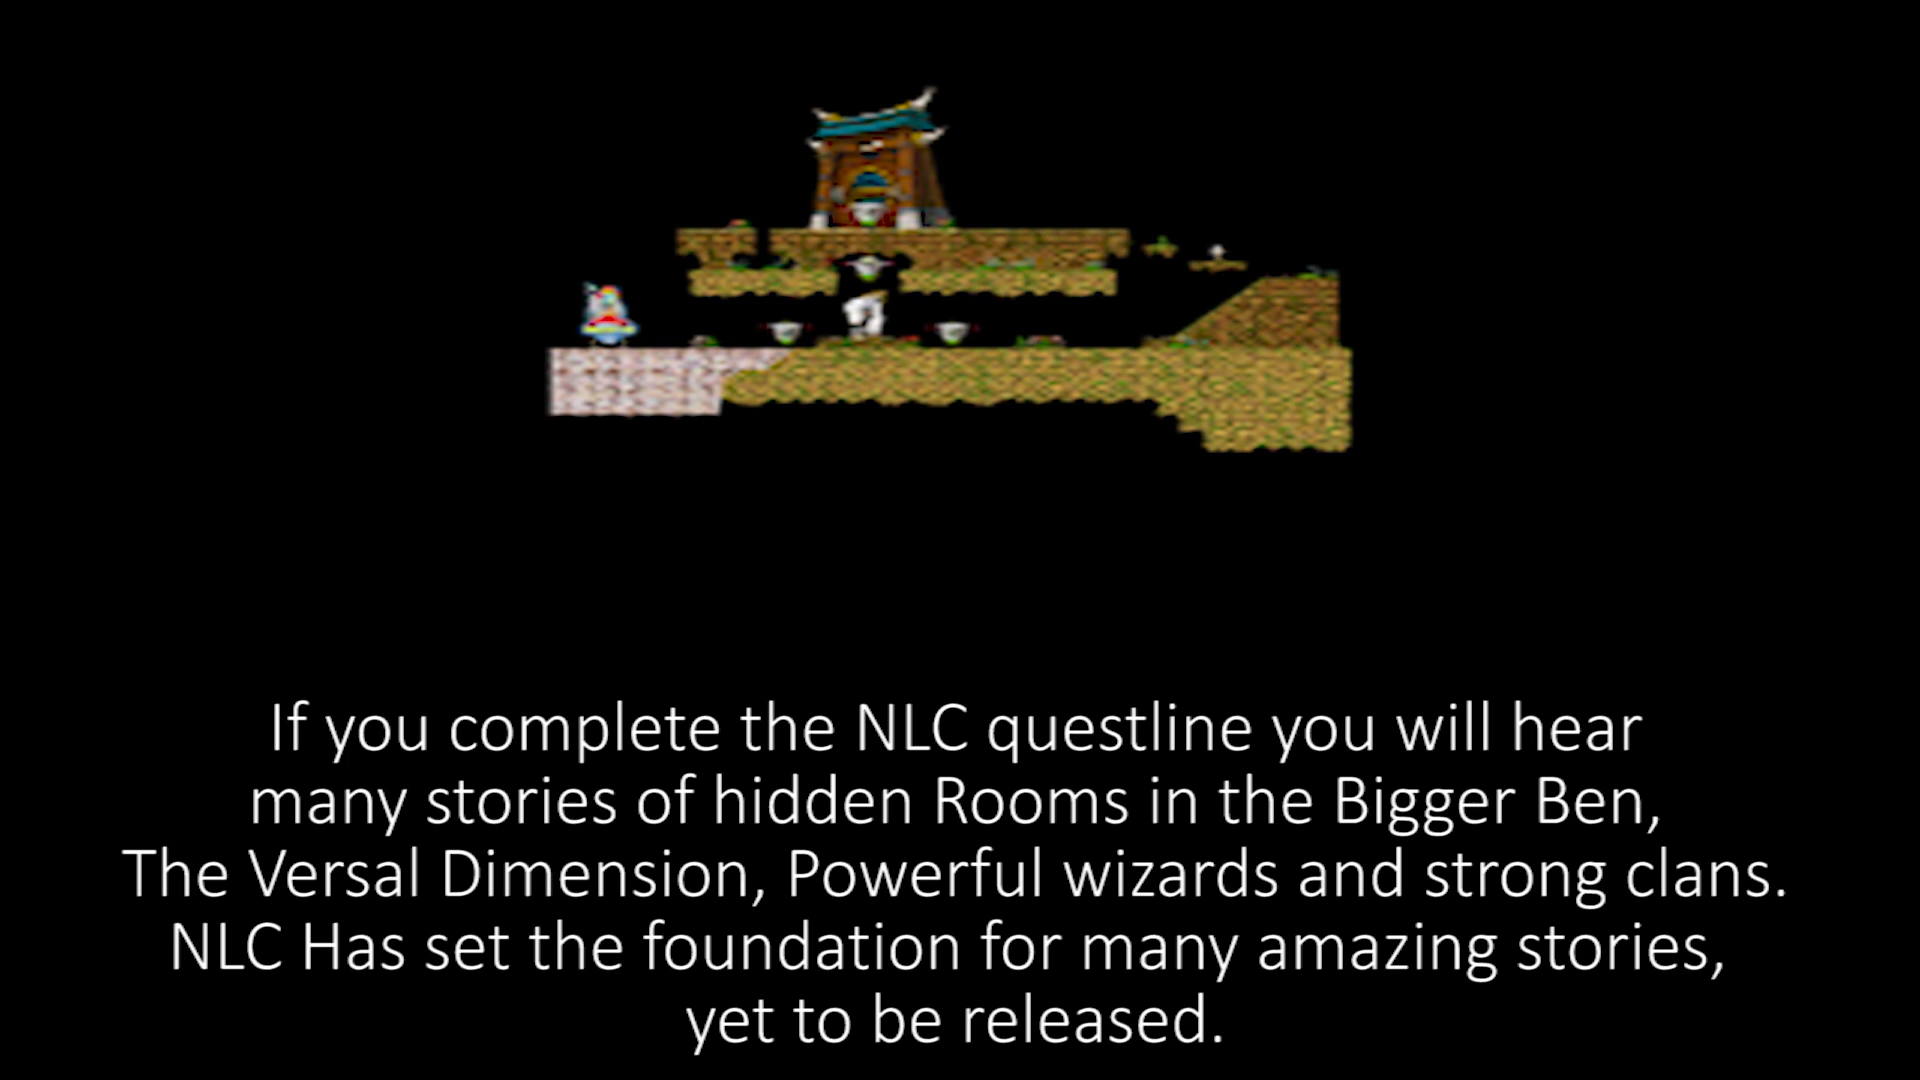 If you complete the NLC questline you will hear
many stories of hidden Rooms in the Bigger Ben,
The Versal Dimension, Powerful wizards and strong clans.
NLC Has set the foundation for many amazing stories,
yet to be released.